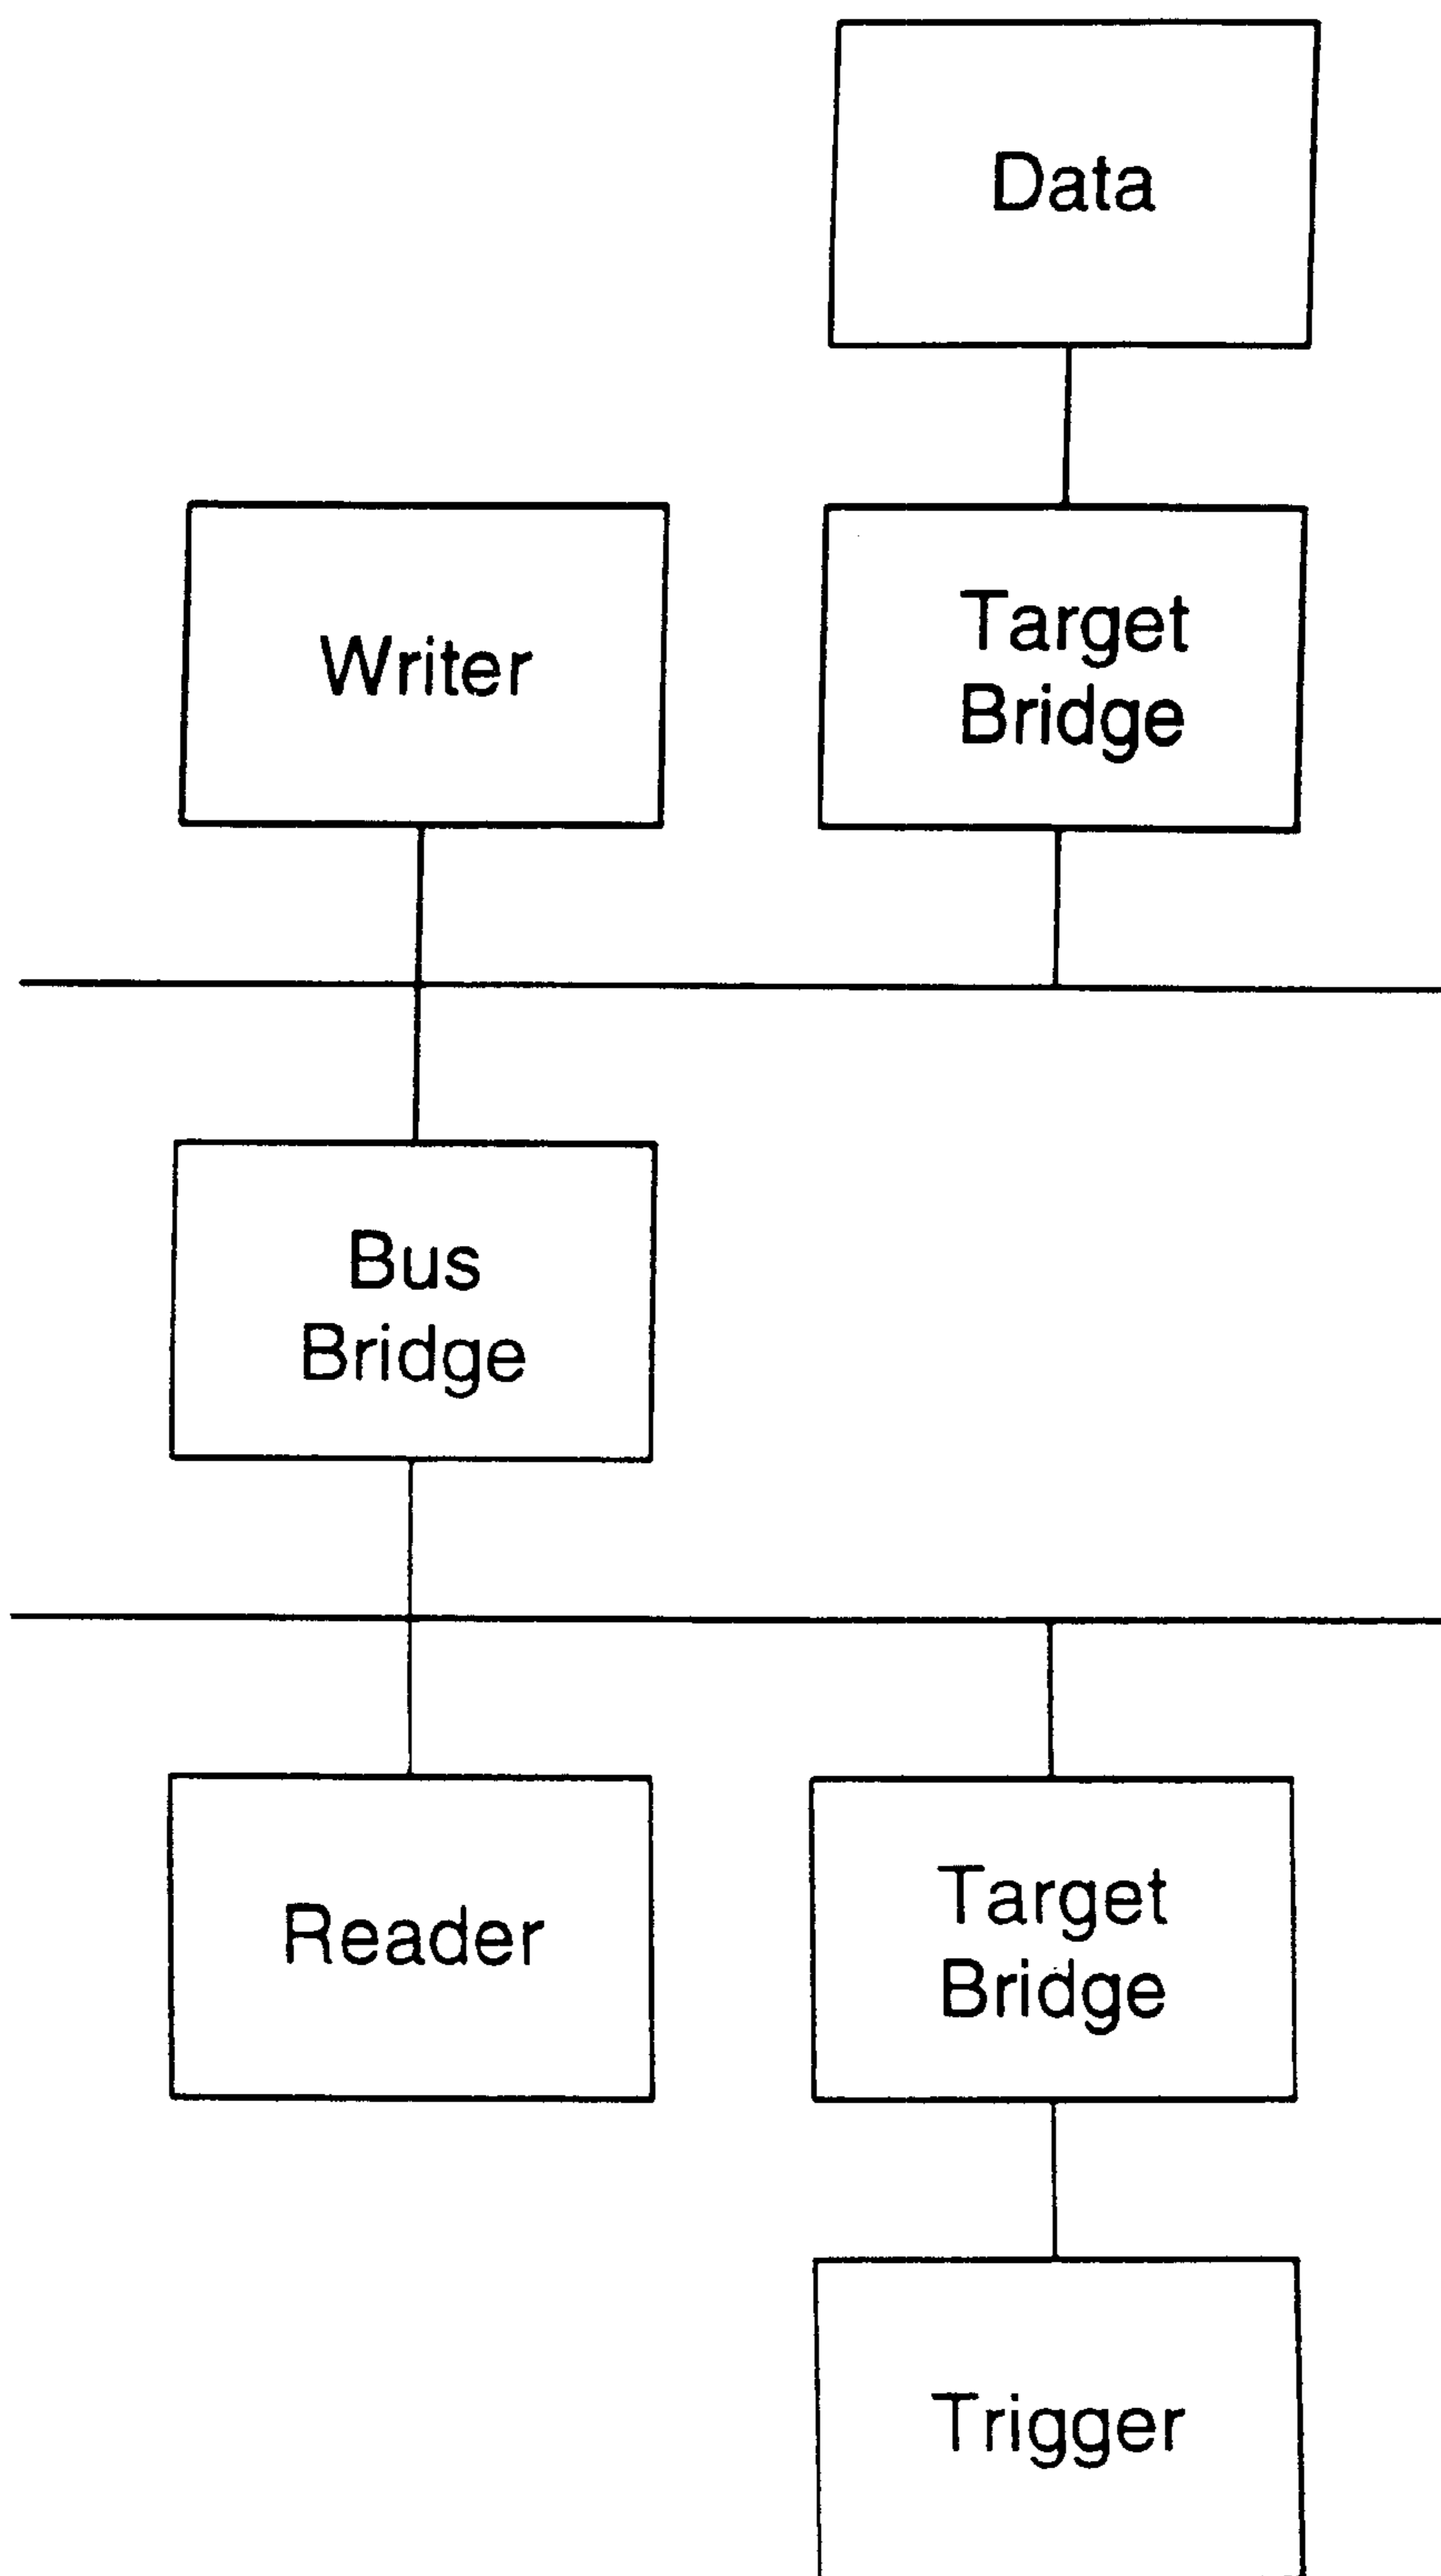 Data
Writer
Target
Bridge
Bus
Bridge
Reader
Target
Bridge
Trigger